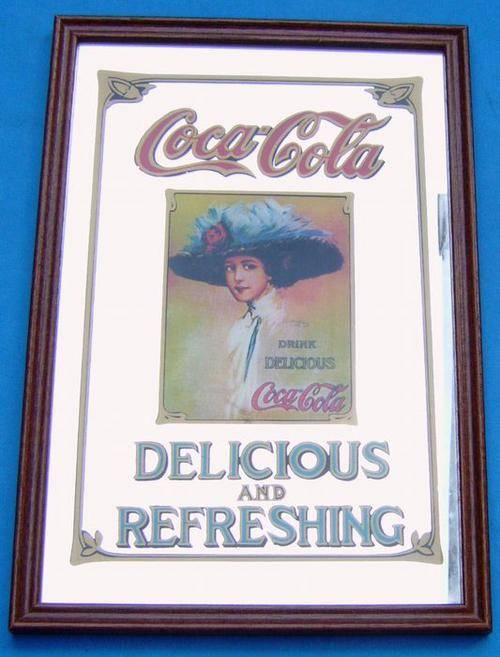 Coca-Cola
DRINK
DELICIOUS
Coca-Cola
DELICIOUS
AND
REFRESHING